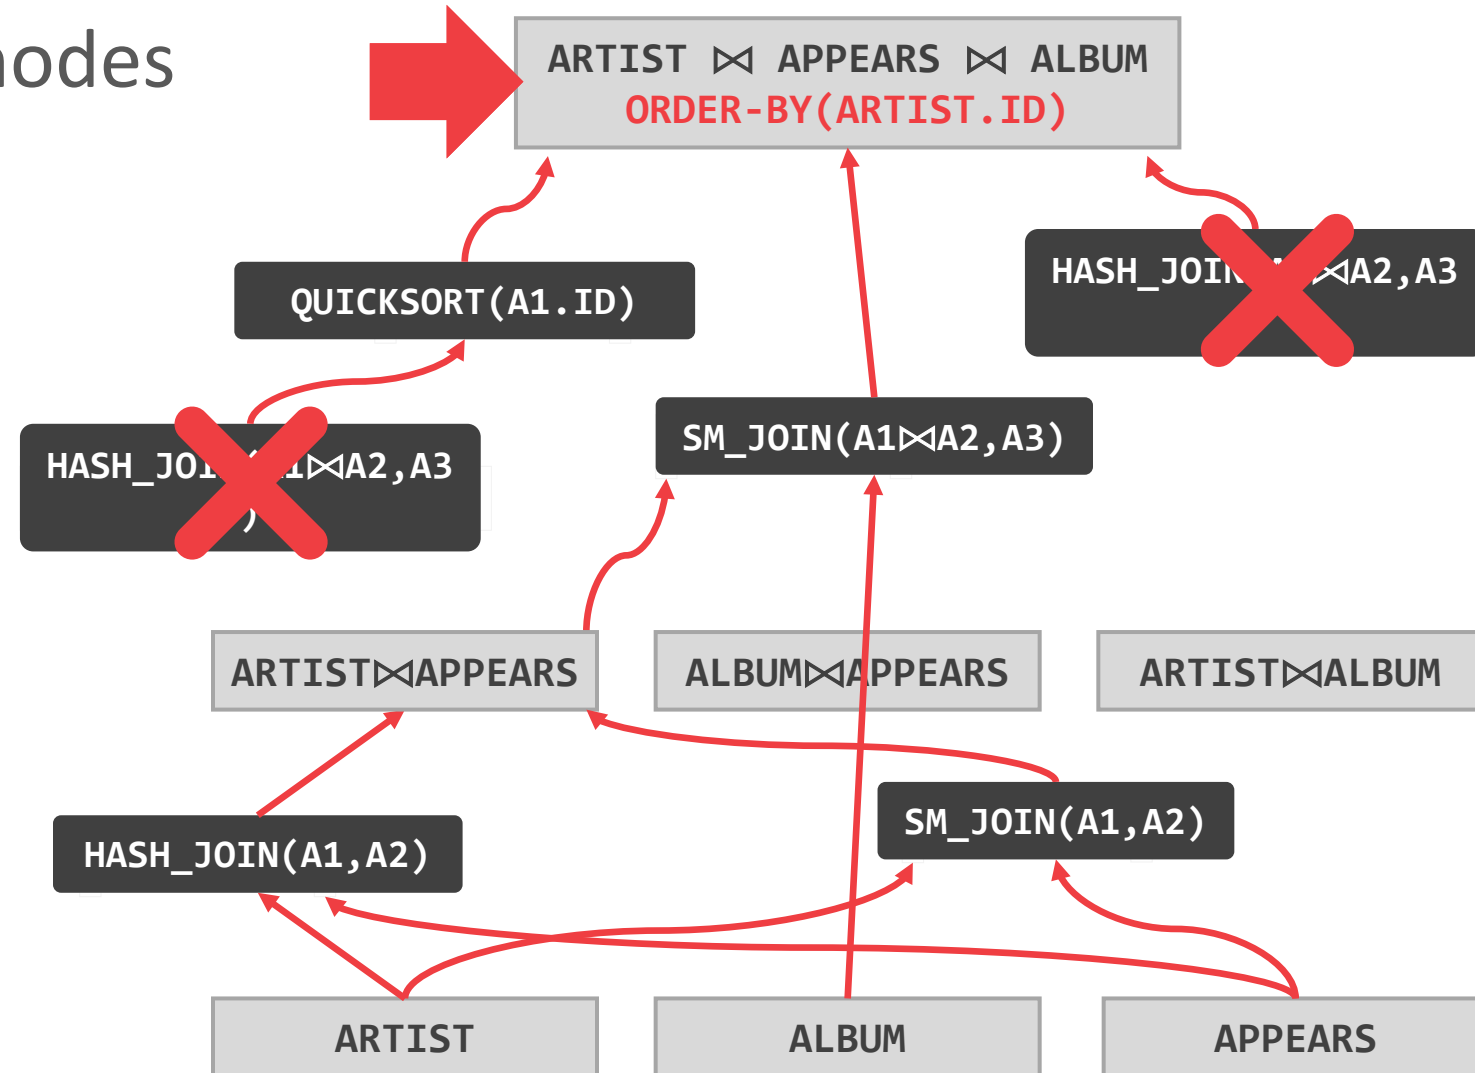 nodes
ARTIST ⋈ APPEARS ⋈ ALBUM
ORDER-BY(ARTIST.ID)
QUICKSORT(A1.ID)
⋈A2,A3
SM_JOIN(A1⋈A2,A3)
⋈A2,A3
)
ARTIST⋈APPEARS
ALBUM⋈APPEARS
ARTIST⋈ALBUM
HASH_JOIN(A1,A2)
SM_JOIN(A1,A2)
ARTIST
ALBUM
APPEARS